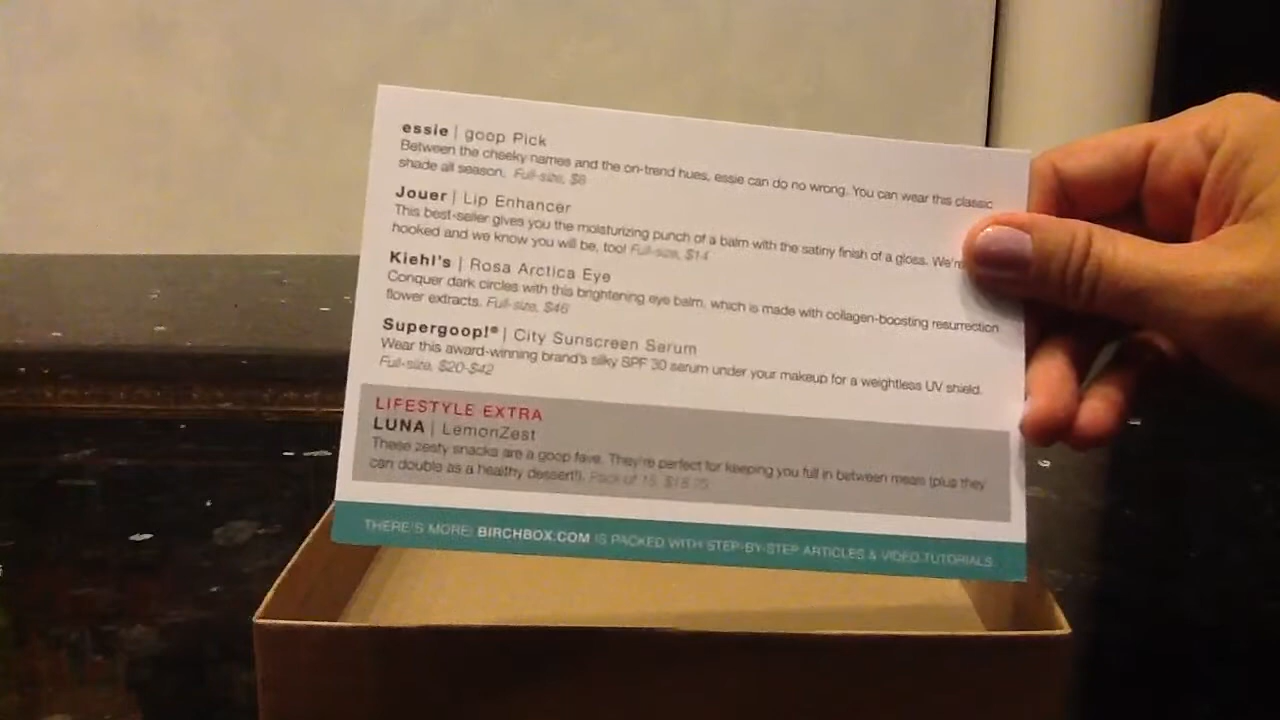 essie | goop Pick
Between the cheeky names and the on-trend hues, essie can do no wrong. You can wear this classic
shade all season. Full-size, $8
Jouer | Lip Enhancer
This best-seller gives you the moisturizing punch of a balm with the satiny finish of a gloss. We're
hooked and we know you will be, too! Full-size, $14
Kiehl's | Rosa Arctica Eye
Conquer dark circles with this brightening eye balm, which is made with collagen-boosting resurrection
flower extracts. Full-size, $46
Supergoop!® | City Sunscreen Serum
Wear this award-winning brand's silky SPF 30 serum under your makeup for a weightless UV shield.
Full-size, $20-$42
LIFESTYLE EXTRA
LUNA | LemonZest
These zesty snacks are a goop fave. They're perfect for keeping you full in between meals (plus they
can double as a healthy dessert!). Pack of 15,
THERE'S MORE! BIRCHBOX.COM IS PACKED WITH STEP-BY-STEP ARTICLES & VIDEO TUTORIALS.